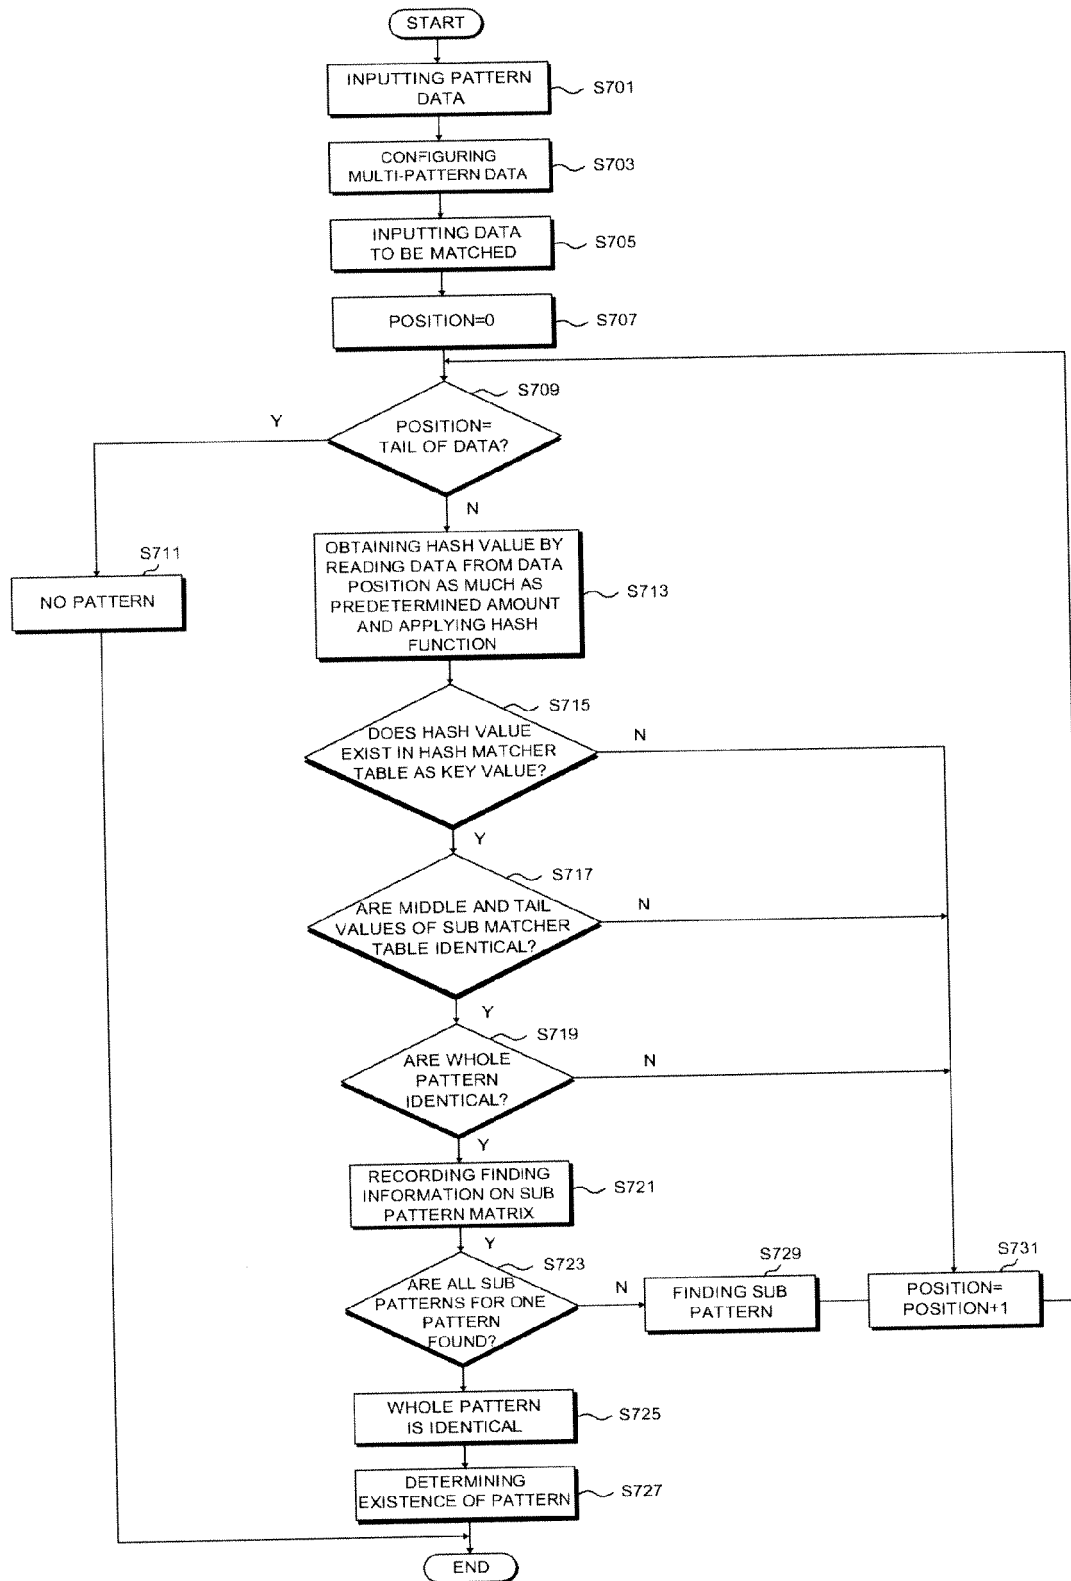 START
INPUTTING PATTERN
DATA
S701
CONFIGURING
MULTI-PATTERN DATA
S703
INPUTTING DATA
TO BE MATCHED
S705
POSITION=0
S707
S709
Y
POSITION=
TAIL OF DATA?
N
S711
NO PATTERN
OBTAINING HASH VALUE BY
READING DATA FROM DATA
POSITION AS MUCH AS
PREDETERMINED AMOUNT
AND APPLYING HASH
FUNCTION
S713
S715
DOES HASH VALUE
EXIST IN HASH MATCHER
TABLE AS KEY VALUE?
N
Y
S717
ARE MIDDLE AND TAIL
VALUES OF SUB MATCHER
TABLE IDENTICAL?
N
Y
S719
ARE WHOLE
PATTERN
IDENTICAL?
N
Y
RECORDING FINDING
INFORMATION ON SUB
PATTERN MATRIX
S721
Y
S723
ARE ALL SUB
PATTERNS FOR ONE
PATTERN
FOUND?
N
S729
FINDING SUB
PATTERN
S731
POSITION=
POSITION+1
WHOLE PATTERN
IS IDENTICAL
S725
DETERMINING
EXISTENCE OF PATTERN
S727
END